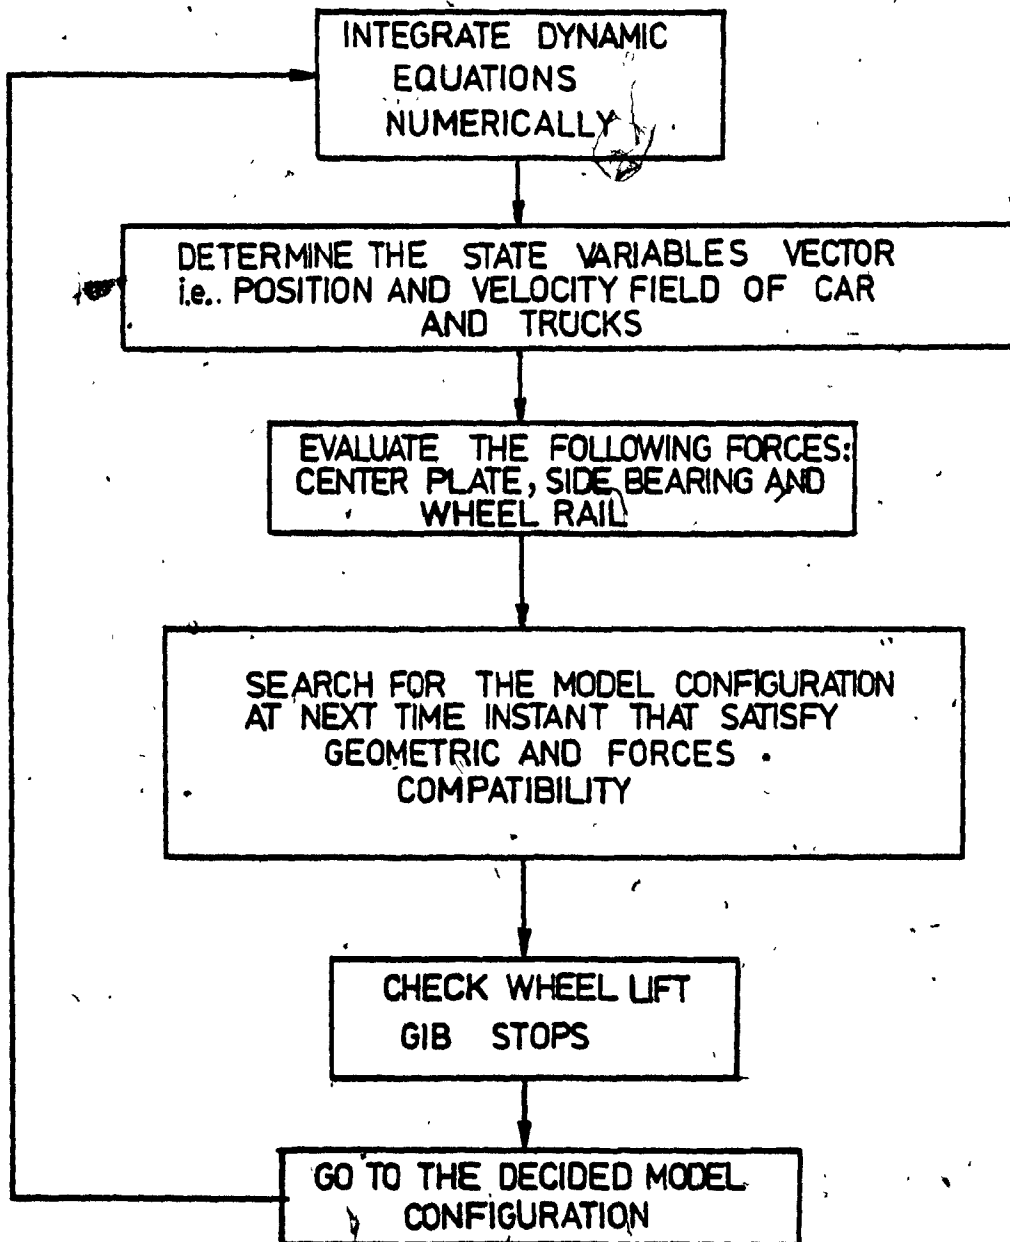 INTEGRATE DYNAMIC
EQUATIONS
NUMERICALLY
DETERMINE THE STATE VARIABLES VECTOR
i.e.. POSITION AND VELOCITY FIELD OF CAR
AND TRUCKS
EVALUATE THE FOLLOWING FORCES:
CENTER PLATE, SIDE BEARING AND
WHEEL RAIL
SEARCH FOR THE MODEL CONFIGURATION
AT NEXT TIME INSTANT THAT SATISFY
GEOMETRIC AND FORCES
COMPATIBILITY
CHECK WHEEL LIFT
GIB STOPS
GO TO THE DECIDED MODEL
CONFIGURATION